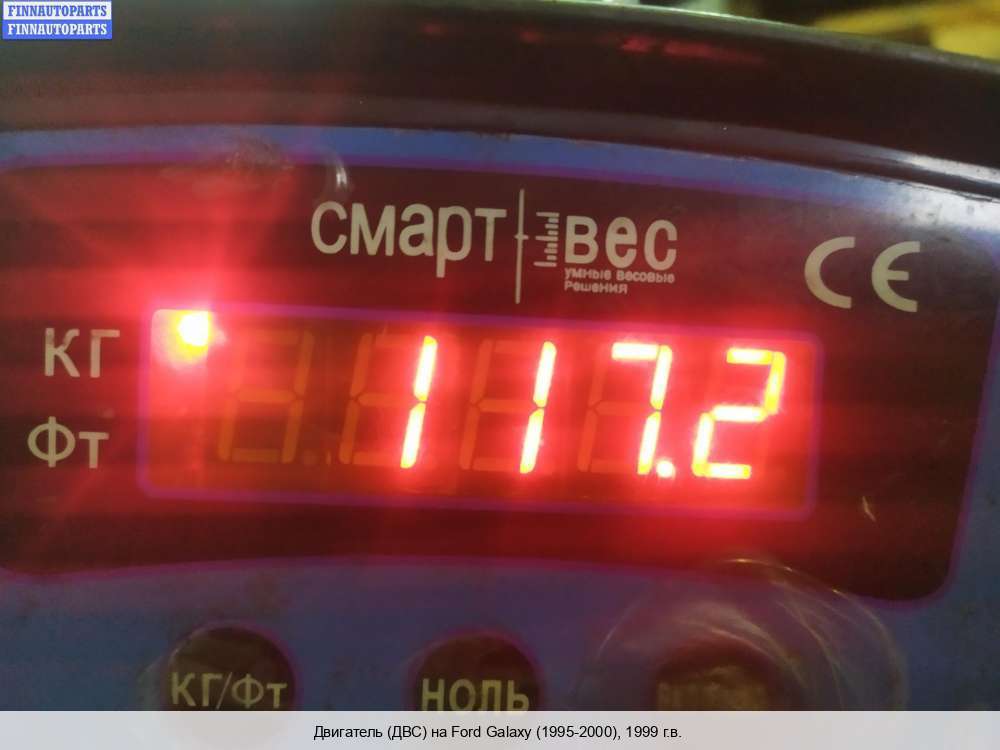 FINNAUTOPARTS
FINNAUTOPARTS
смарт вес
умные весовые
Решения
CE
КГ
Фт
117.2
КГ/Фт
НОЛЬ
Двигатель (ДВС) на Ford Galaxy (1995-2000), 1999 г.в.